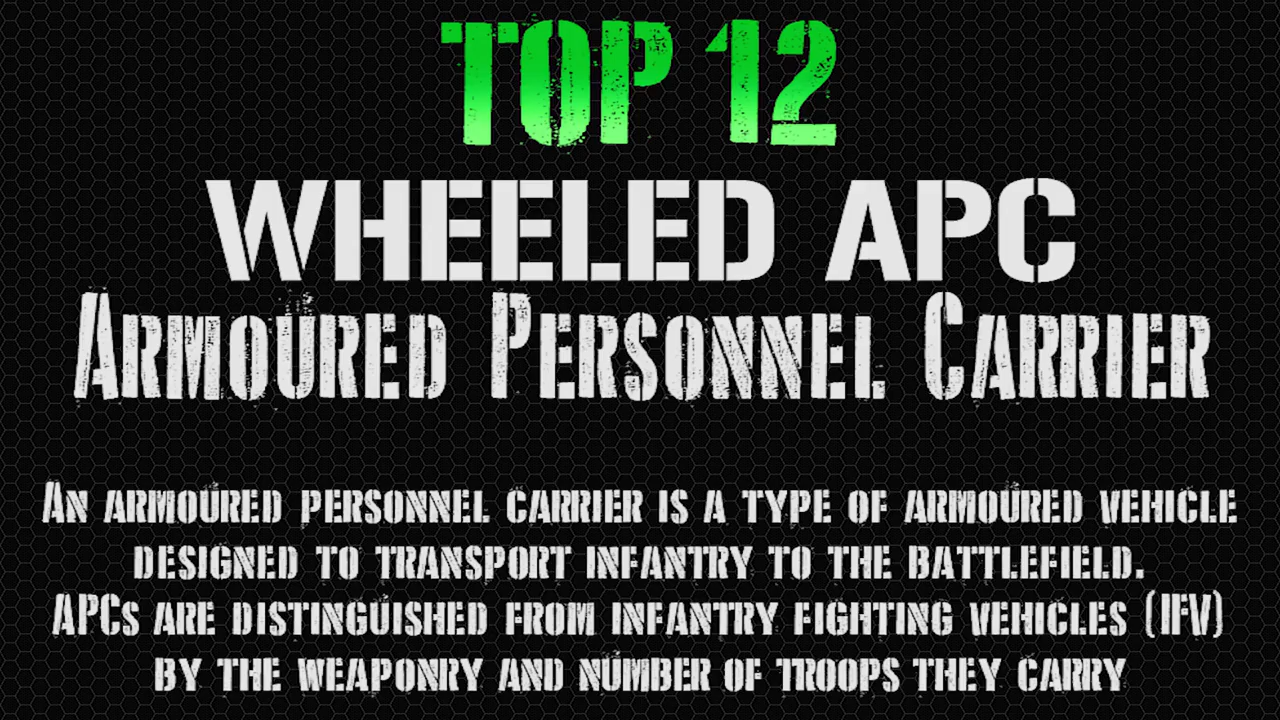 TOP 12
WHEELED APC
ARMOURED PERSONNEL CARRIER
AN ARMOURED PERSONNEL CARRIER IS A TYPE OF ARMOURED VEHICLE
DESIGNED TO TRANSPORT INFANTRY TO THE BATTLEFIELD.
APCS ARE DISTINGUISHED FROM INFANTRY FIGHTING VEHICLES (IFV)
BY THE WEAPONRY AND NUMBER OF TROOPS THEY CARRY